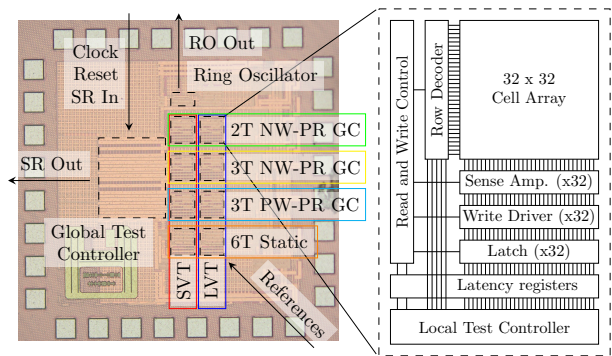 Clock
Reset
SR In
RO Out
Ring Oscillator
2T NW-PR GC
3T NW-PR GC
3T PW-PR GC
6T Static
SR Out
Global Test
Controller
SVT
LVT
References
Read and Write Control
Row Decoder
32 x 32
Cell Array
Sense Amp. (x32)
Write Driver (x32)
Latch (x32)
Latency registers
Local Test Controller